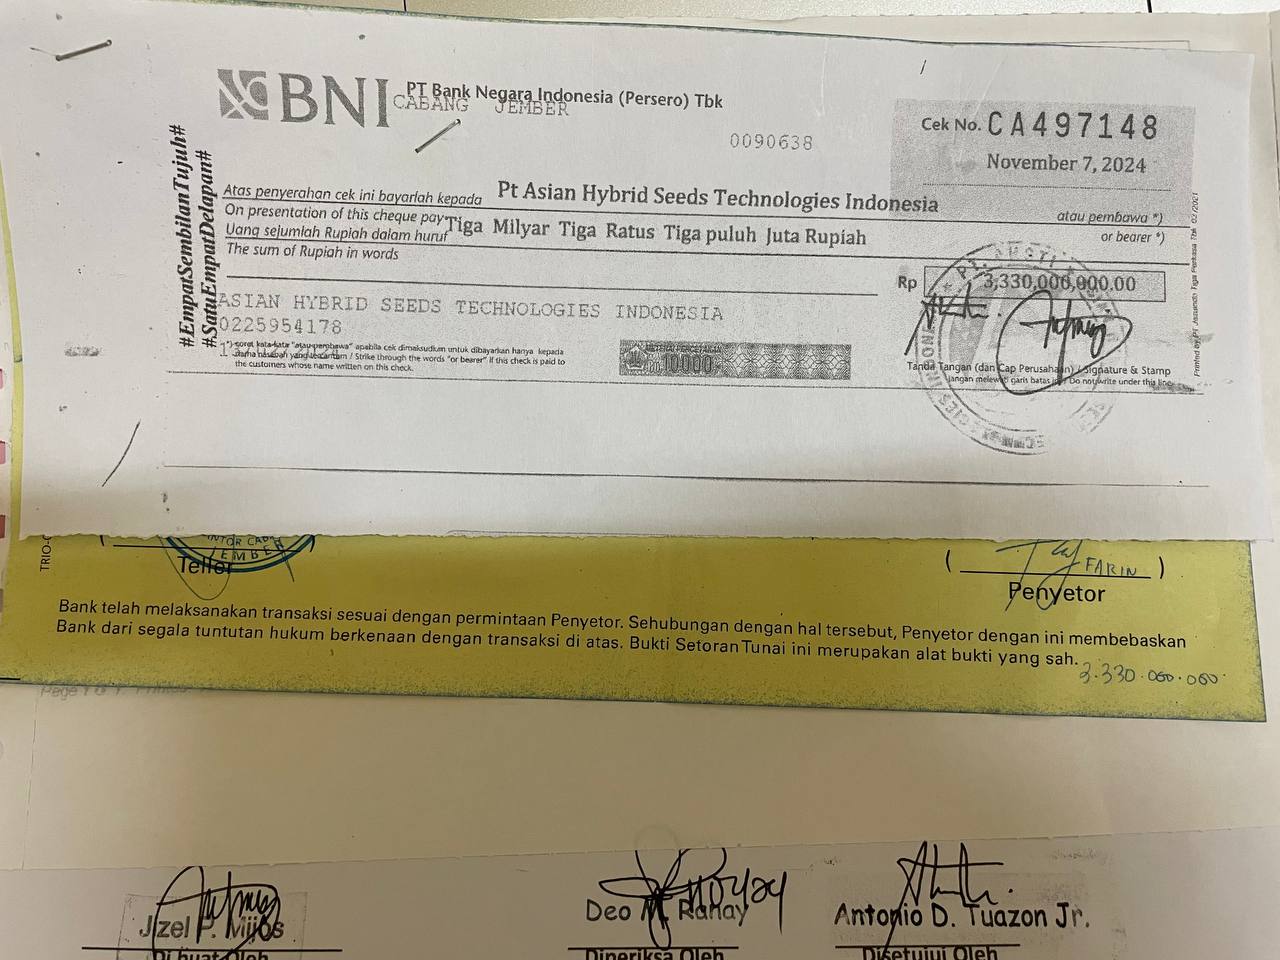 BNI PT Bank Negara Indonesia (Persero) Tbk
CABANG JEMBER
0090638
Cek No. CA497148
November 7, 2024
#EmpatSembilanTujuh#
#SatuEmpatDelapan#
Atas penyerahan cek ini bayarlah kepada Pt Asian Hybrid Seeds Technologies Indonesia atau pembawa *)
On presentation of this cheque pay or bearer *)
Uang sejumlah Rupiah dalam huruf Tiga Milyar Tiga Ratus Tiga puluh Juta Rupiah
The sum of Rupiah in words
Rp 3,330,000,000.00
ASIAN HYBRID SEEDS TECHNOLOGIES INDONESIA
0225954178
*) coret kata-kata "atau pembawa" apabila cek dimaksudkan untuk dibayarkan hanya kepada
nama nasabah yang tercantum / Strike through the words "or bearer" if this check is paid to
the customers whose name written on this check.
10000
Tanda Tangan (dan Cap Perusahaan) / Signature & Stamp
Jangan melewati garis batas ini / Do not write under this line
Printed by PT Jasuindo Tiga Perkasa Tbk 03/2021
TRIO-
JEMBER
Teller
( FARIN )
Penyetor
Bank telah melaksanakan transaksi sesuai dengan permintaan Penyetor. Sehubungan dengan hal tersebut, Penyetor dengan ini membebaskan
Bank dari segala tuntutan hukum berkenaan dengan transaksi di atas. Bukti Setoran Tunai ini merupakan alat bukti yang sah.
3.330.000.000
Jizel P. Mijos
Deo M. Ranay
Antonio D. Tuazon Jr.
Dibuat Oleh
Diperiksa Oleh
Disetujui Oleh